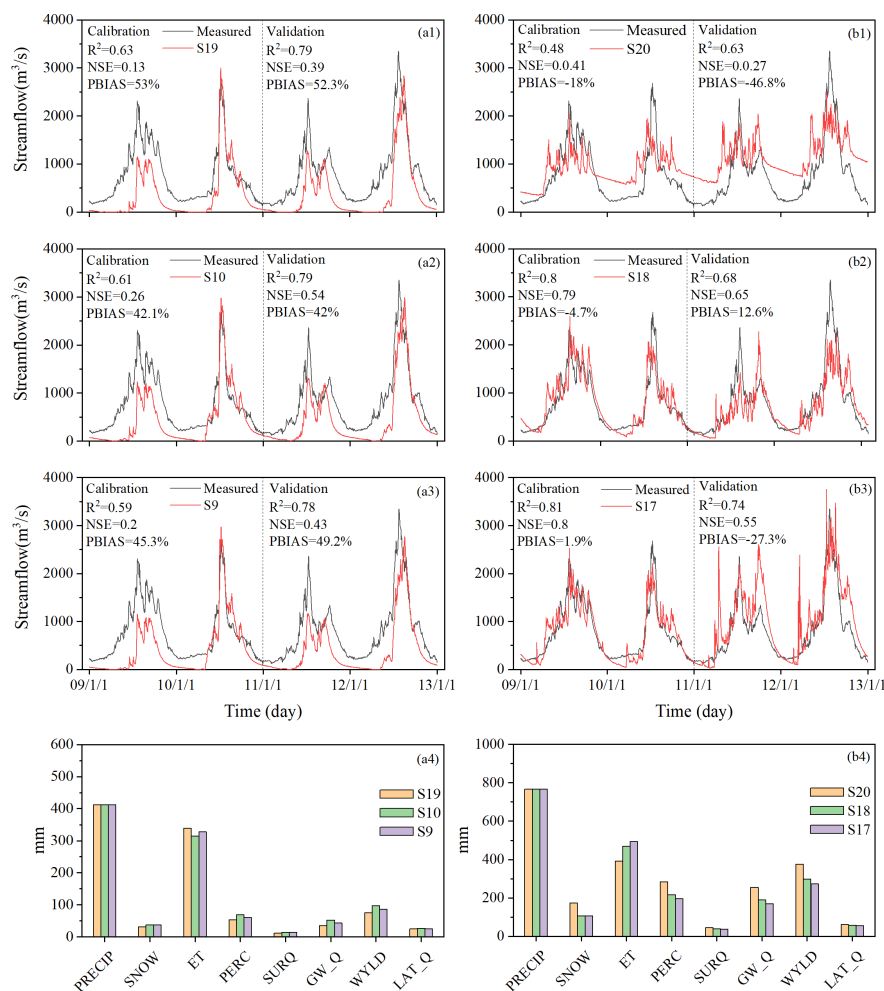 4000
3000
2000
1000
0
Streamflow(m³/s)
Calibration
R²=0.63
NSE=0.13
PBIAS=53%
Measured
S19
Validation
R²=0.79
NSE=0.39
PBIAS=52.3%
(a1)
4000
3000
2000
1000
0
Calibration
R²=0.48
NSE=0.0.41
PBIAS=-18%
Measured
S20
Validation
R²=0.63
NSE=0.0.27
PBIAS=-46.8%
(b1)
4000
3000
2000
1000
0
Streamflow(m³/s)
Calibration
R²=0.61
NSE=0.26
PBIAS=42.1%
Measured
S10
Validation
R²=0.79
NSE=0.54
PBIAS=42%
(a2)
4000
3000
2000
1000
0
Calibration
R²=0.8
NSE=0.79
PBIAS=-4.7%
Measured
S18
Validation
R²=0.68
NSE=0.65
PBIAS=12.6%
(b2)
4000
3000
2000
1000
0
Streamflow(m³/s)
Calibration
R²=0.59
NSE=0.2
PBIAS=45.3%
Measured
S9
Validation
R²=0.78
NSE=0.43
PBIAS=49.2%
(a3)
09/1/1
10/1/1
11/1/1
12/1/1
13/1/1
Time (day)
4000
3000
2000
1000
0
Calibration
R²=0.81
NSE=0.8
PBIAS=1.9%
Measured
S17
Validation
R²=0.74
NSE=0.55
PBIAS=-27.3%
(b3)
09/1/1
10/1/1
11/1/1
12/1/1
13/1/1
Time (day)
600
500
400
300
200
100
0
mm
(a4)
S19
S10
S9
PRECIP
SNOW
ET
PERC
SURQ
GW_Q
WYLD
LAT_Q
1000
800
600
400
200
0
mm
(b4)
S20
S18
S17
PRECIP
SNOW
ET
PERC
SURQ
GW_Q
WYLD
LAT_Q